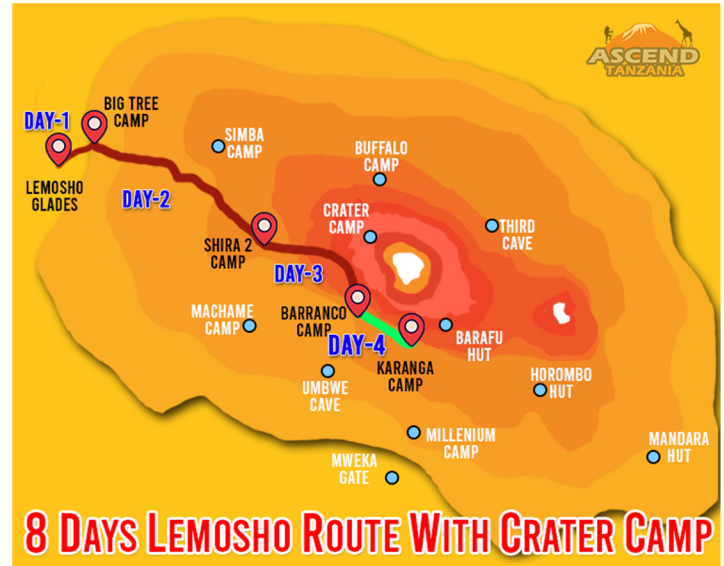 ASCEND
TANZANIA
BIG TREE
CAMP
DAY-1
SIMBA
CAMP
BUFFALO
CAMP
LEMOSHO
GLADES
DAY-2
CRATER
CAMP
THIRD
CAVE
SHIRA 2
CAMP
DAY-3
MACHAME
CAMP
BARRANCO
CAMP
DAY-4
BARAFU
HUT
KARANGA
CAMP
UMBWE
CAVE
HOROMBO
HUT
MILLENIUM
CAMP
MANDARA
HUT
MWEKA
GATE
8 DAYS LEMOSHO ROUTE WITH CRATER CAMP